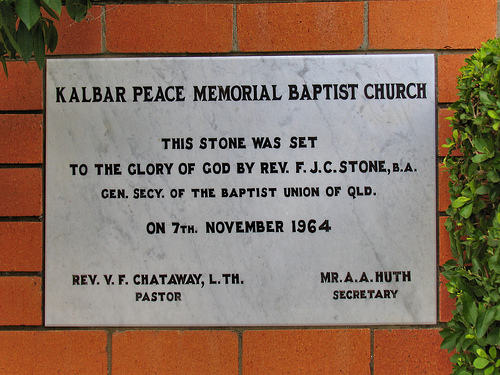 KALBAR PEACE MEMORIAL BAPTIST CHURCH
THIS STONE WAS SET
TO THE GLORY OF GOD BY REV. F. J. C. STONE, B.A.
GEN. SECY. OF THE BAPTIST UNION OF QLD.
ON 7TH. NOVEMBER 1964
REV. V. F. CHATAWAY, L. TH.
PASTOR
MR. A. A. HUTH
SECRETARY